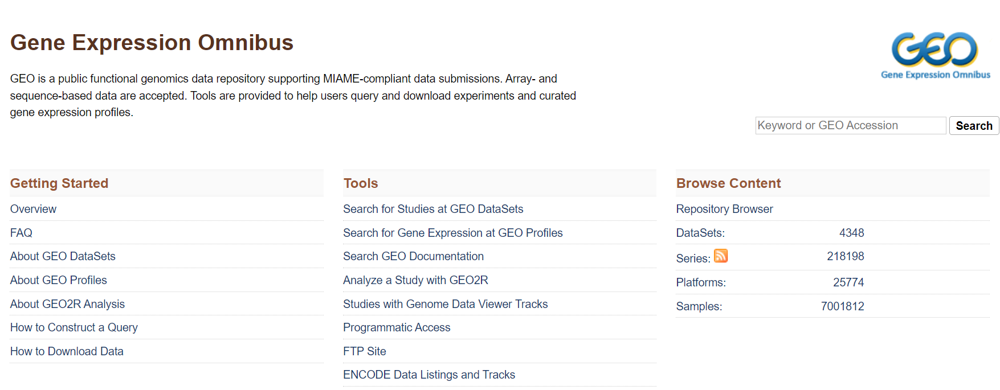 Gene Expression Omnibus
GEO
Gene Expression Omnibus
GEO is a public functional genomics data repository supporting MIAME-compliant data submissions. Array- and
sequence-based data are accepted. Tools are provided to help users query and download experiments and curated
gene expression profiles.
Keyword or GEO Accession Search
Getting Started
Overview
FAQ
About GEO DataSets
About GEO Profiles
About GEO2R Analysis
How to Construct a Query
How to Download Data
Tools
Search for Studies at GEO DataSets
Search for Gene Expression at GEO Profiles
Search GEO Documentation
Analyze a Study with GEO2R
Studies with Genome Data Viewer Tracks
Programmatic Access
FTP Site
ENCODE Data Listings and Tracks
Browse Content
Repository Browser
DataSets: 4348
Series: 218198
Platforms: 25774
Samples: 7001812